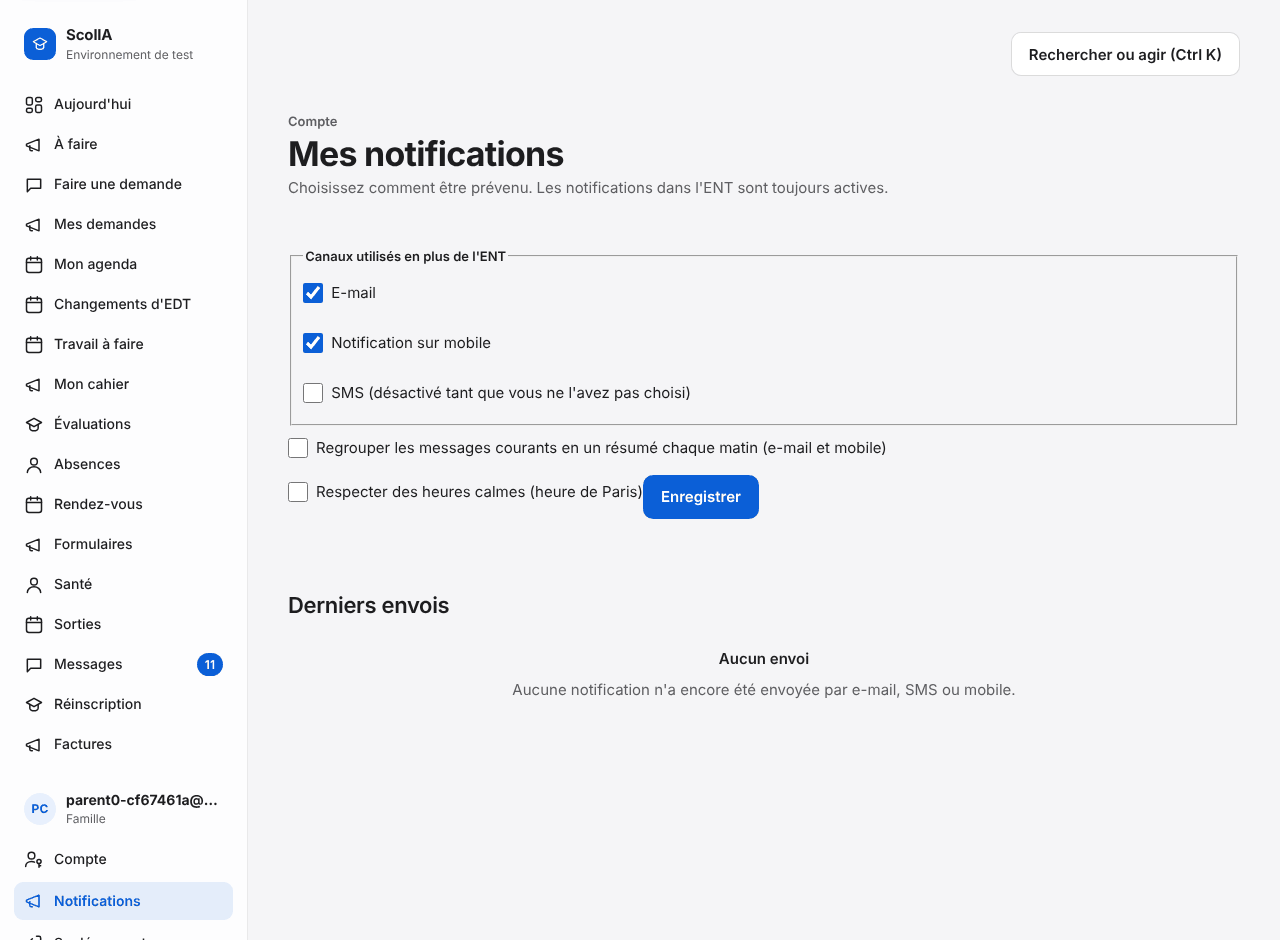 ScolIA
Environnement de test
Aujourd'hui
À faire
Faire une demande
Mes demandes
Mon agenda
Changements d'EDT
Travail à faire
Mon cahier
Évaluations
Absences
Rendez-vous
Formulaires
Santé
Sorties
Messages 11
Réinscription
Factures
PC
parent0-cf67461a@...
Famille
Compte
Notifications
Rechercher ou agir (Ctrl K)
Compte
Mes notifications
Choisissez comment être prévenu. Les notifications dans l'ENT sont toujours actives.
Canaux utilisés en plus de l'ENT
E-mail
Notification sur mobile
SMS (désactivé tant que vous ne l'avez pas choisi)
Regrouper les messages courants en un résumé chaque matin (e-mail et mobile)
Respecter des heures calmes (heure de Paris) Enregistrer
Derniers envois
Aucun envoi
Aucune notification n'a encore été envoyée par e-mail, SMS ou mobile.